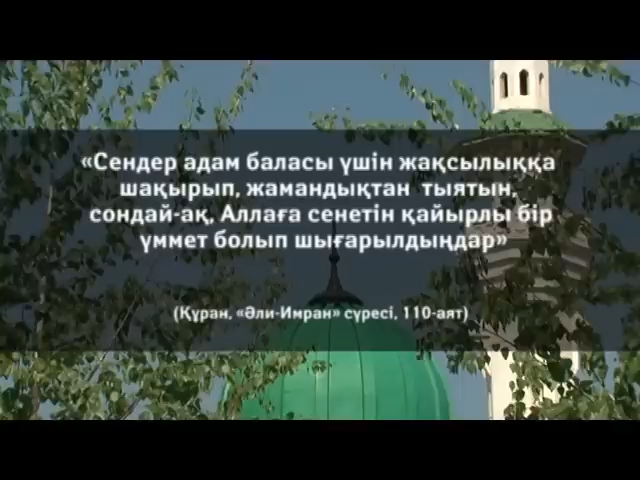 «Сендер адам баласы үшін жақсылыққа
шақырып, жамандықтан тыятын,
сондай-ақ, Аллаға сенетін қайырлы бір
үммет болып шығарылдыңдар»
(Құран, «Әли-Имран» сүресі, 110-аят)